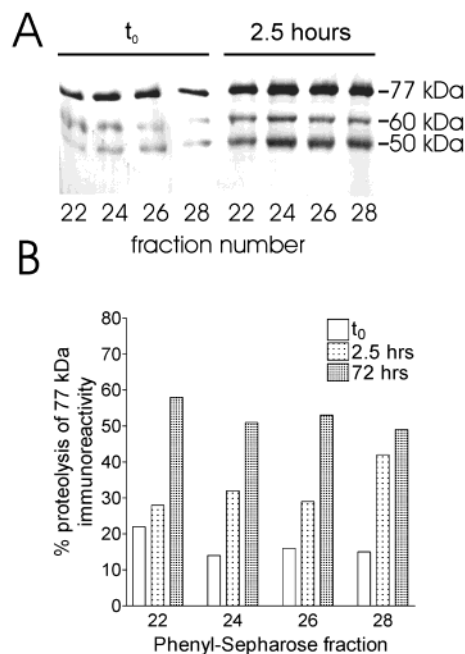 A
t₀ 2.5 hours
77 kDa
60 kDa
50 kDa
22 24 26 28 22 24 26 28
fraction number
B
% proteolysis of 77 kDa
immunoreactivity
80
70
60
50
40
30
20
10
0
t₀
2.5 hrs
72 hrs
22 24 26 28
Phenyl-Sepharose fraction